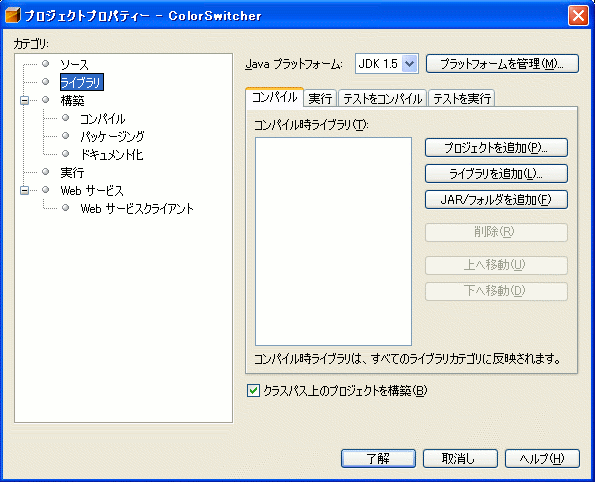 プロジェクトプロパティー - ColorSwitcher
カテゴリ:
ソース
ライブラリ
構築
コンパイル
パッケージング
ドキュメント化
実行
Web サービス
Web サービスクライアント
Java プラットフォーム: JDK 1.5 プラットフォームを管理(M)...
コンパイル 実行 テストをコンパイル テストを実行
コンパイル時ライブラリ(T):
プロジェクトを追加(P)...
ライブラリを追加(L)...
JAR/フォルダを追加(F)
削除(R)
上へ移動(U)
下へ移動(D)
コンパイル時ライブラリは、すべてのライブラリカテゴリに反映されます。
クラスパス上のプロジェクトを構築(B)
了解 取消し ヘルプ(H)